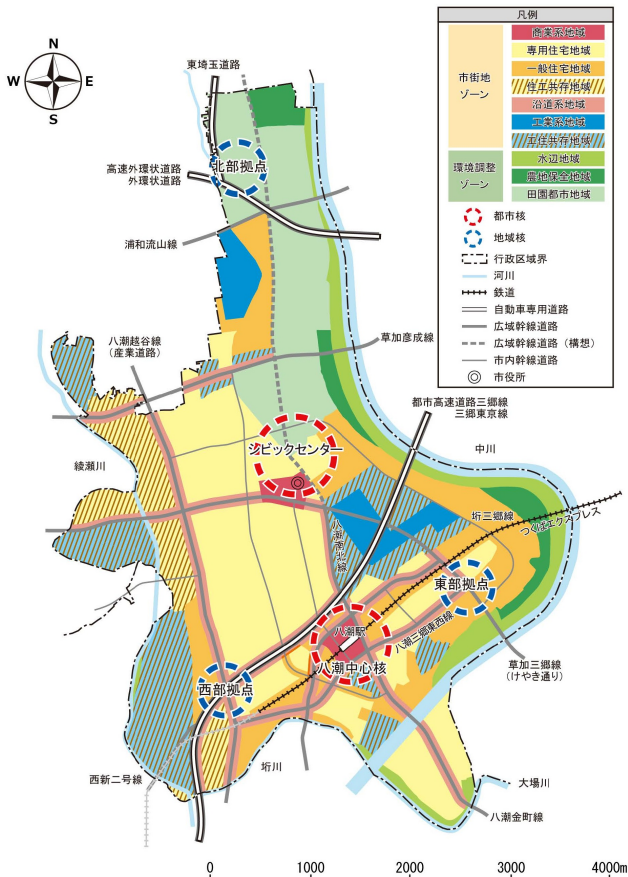 凡例
市街地
ゾーン
商業系地域
専用住宅地域
一般住宅地域
住工共存地域
沿道系地域
工業系地域
工住共存地域
環境調整
ゾーン
水辺地域
農地保全地域
田園都市地域
都市核
地域核
行政区域界
河川
鉄道
自動車専用道路
広域幹線道路
広域幹線道路（構想）
市内幹線道路
市役所
N
W
E
S
東埼玉道路
北部拠点
高速外環状道路
外環状道路
浦和流山線
八潮越谷線
（産業道路）
草加彦成線
都市高速道路三郷線
三郷東京線
シビックセンター
中川
綾瀬川
八潮南北線
垳三郷線
つくばエクスプレス
東部拠点
八潮駅
八潮三郷東西線
八潮中心核
草加三郷線
（けやき通り）
西部拠点
西新二号線
垳川
大場川
八潮金町線
0
1000
2000
3000
4000m